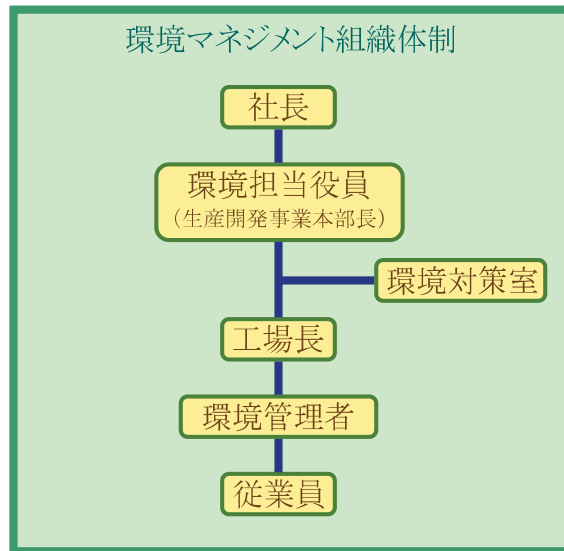 環境マネジメント組織体制
社長
環境担当役員
（生産開発事業本部長）
環境対策室
工場長
環境管理者
従業員